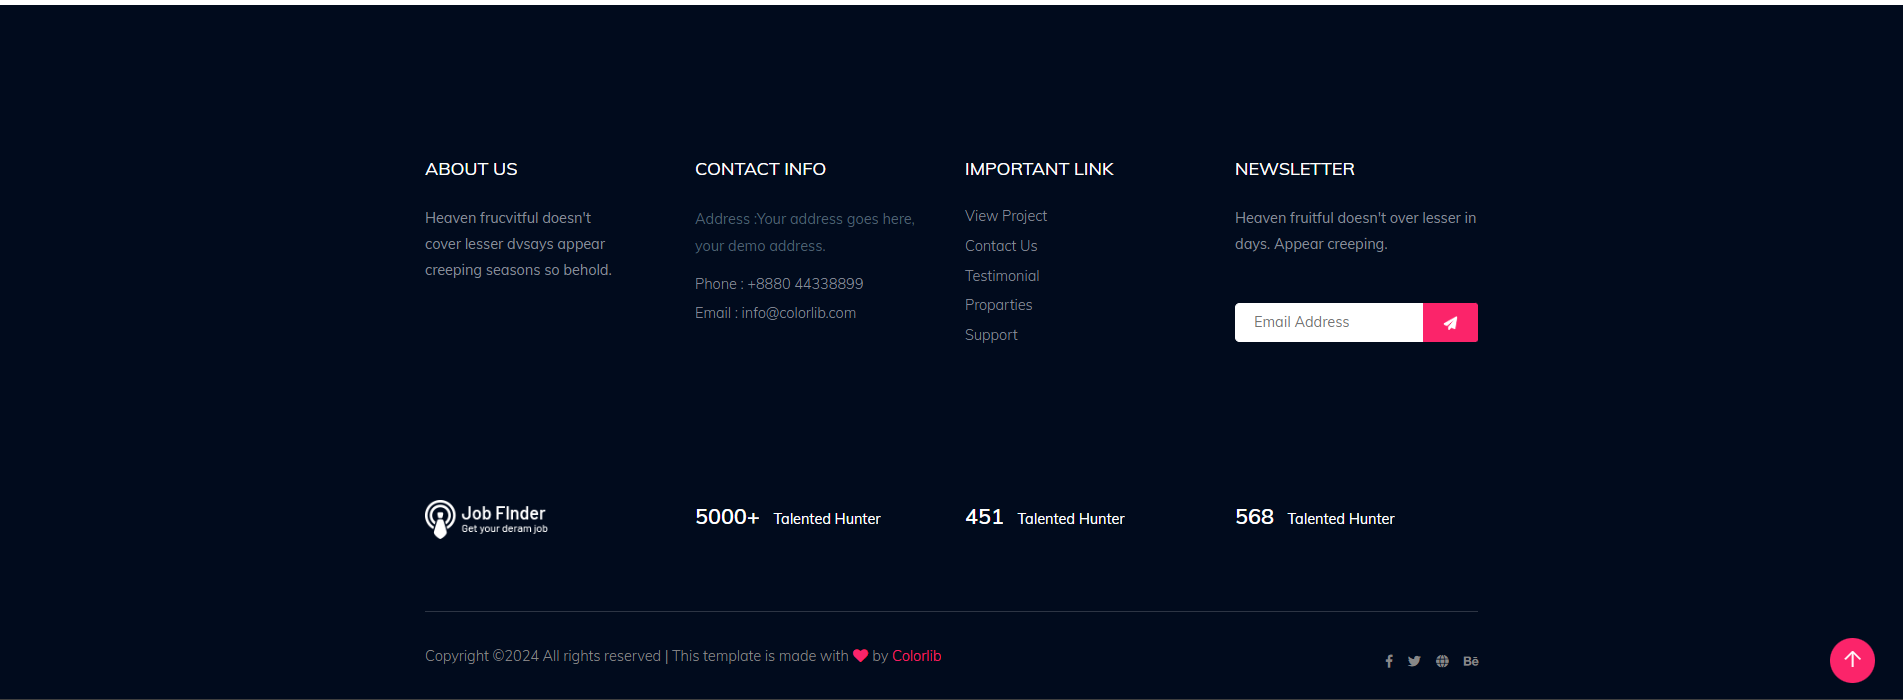 ABOUT US
Heaven frucvitful doesn't
cover lesser dvsays appear
creeping seasons so behold.
CONTACT INFO
Address :Your address goes here,
your demo address.
Phone : +8880 44338899
Email : info@colorlib.com
IMPORTANT LINK
View Project
Contact Us
Testimonial
Proparties
Support
NEWSLETTER
Heaven fruitful doesn't over lesser in
days. Appear creeping.
Email Address
Job FInder
Get your deram job
5000+ Talented Hunter
451 Talented Hunter
568 Talented Hunter
Copyright ©2024 All rights reserved | This template is made with ♥ by Colorlib
Bē